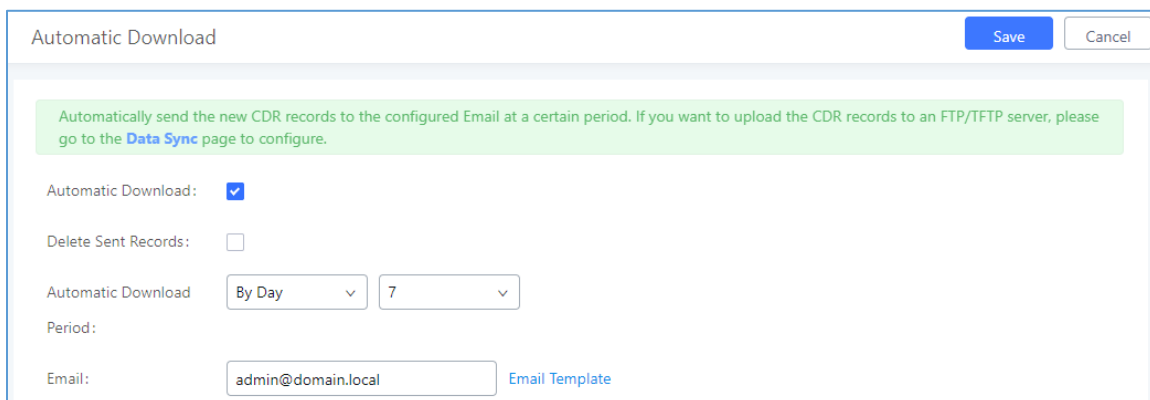 Automatic Download
Save
Cancel
Automatically send the new CDR records to the configured Email at a certain period. If you want to upload the CDR records to an FTP/TFTP server, please
go to the Data Sync page to configure.
Automatic Download:
Delete Sent Records:
Automatic Download
Period:
By Day
7
Email:
admin@domain.local
Email Template